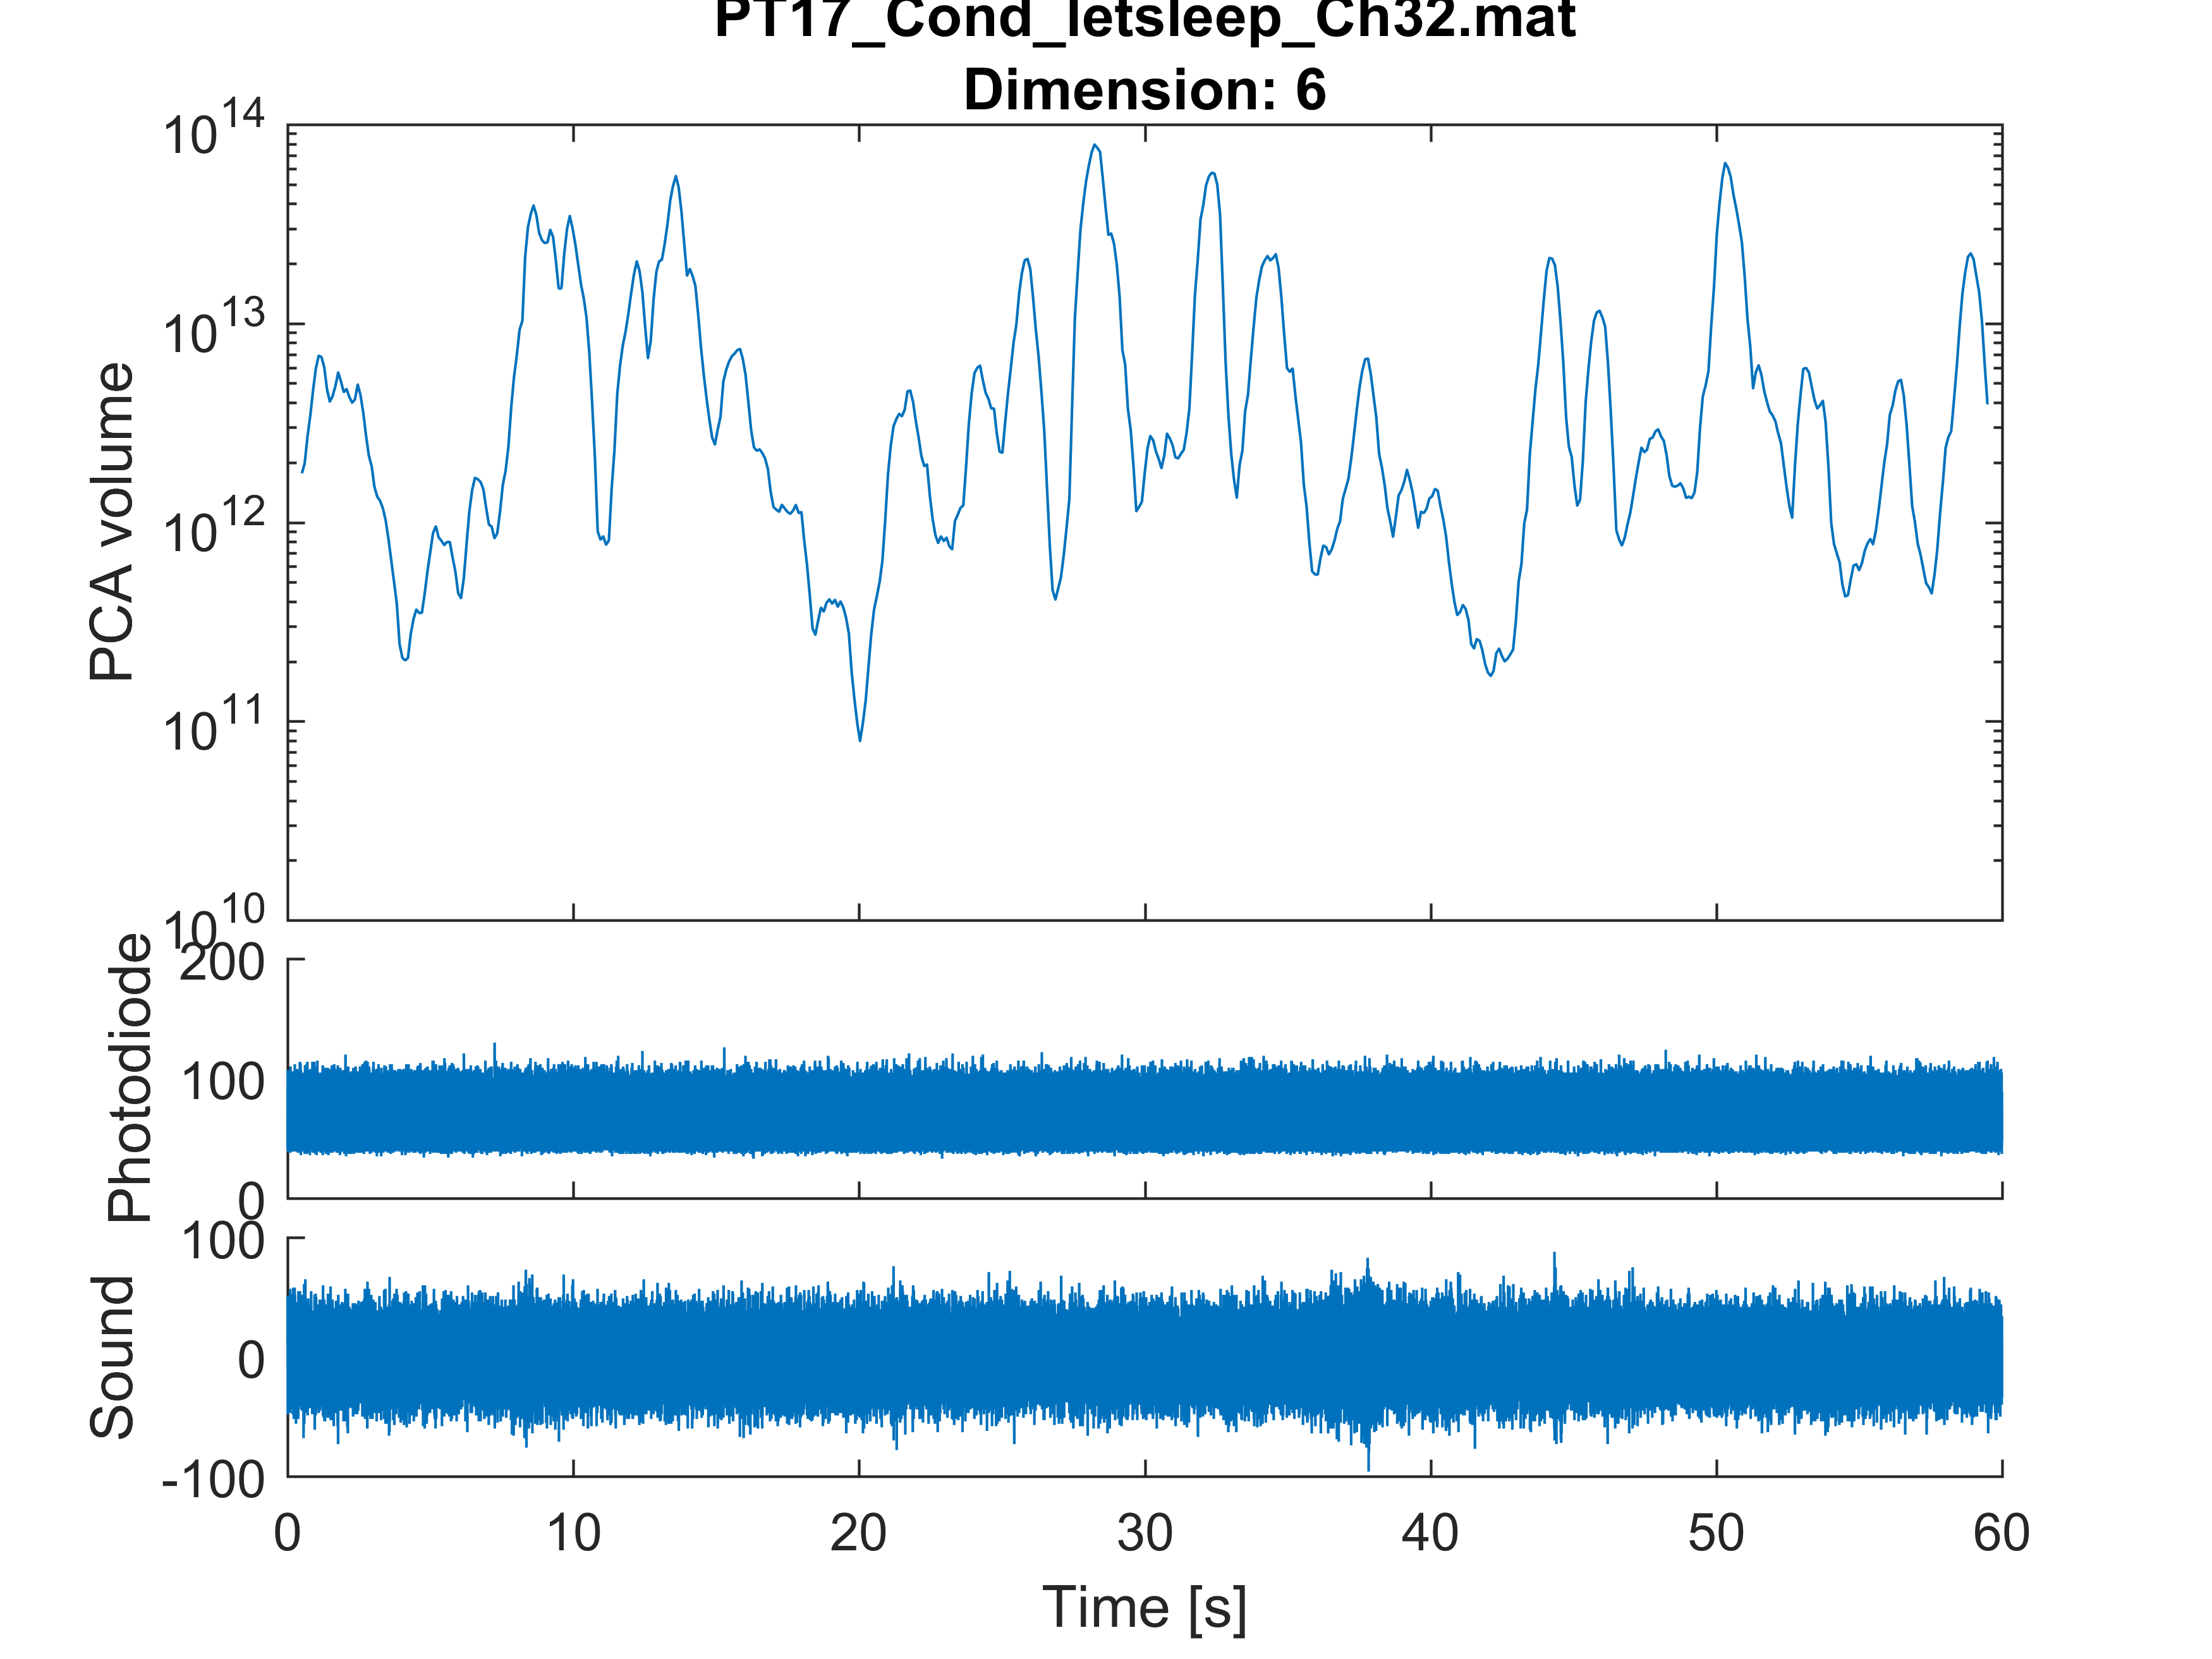 PT17_Cond_letsleep_Ch32.mat
Dimension: 6
10^14
10^13
10^12
10^11
10^10
PCA volume
200
100
0
Photodiode
100
0
-100
Sound
0 10 20 30 40 50 60
Time [s]